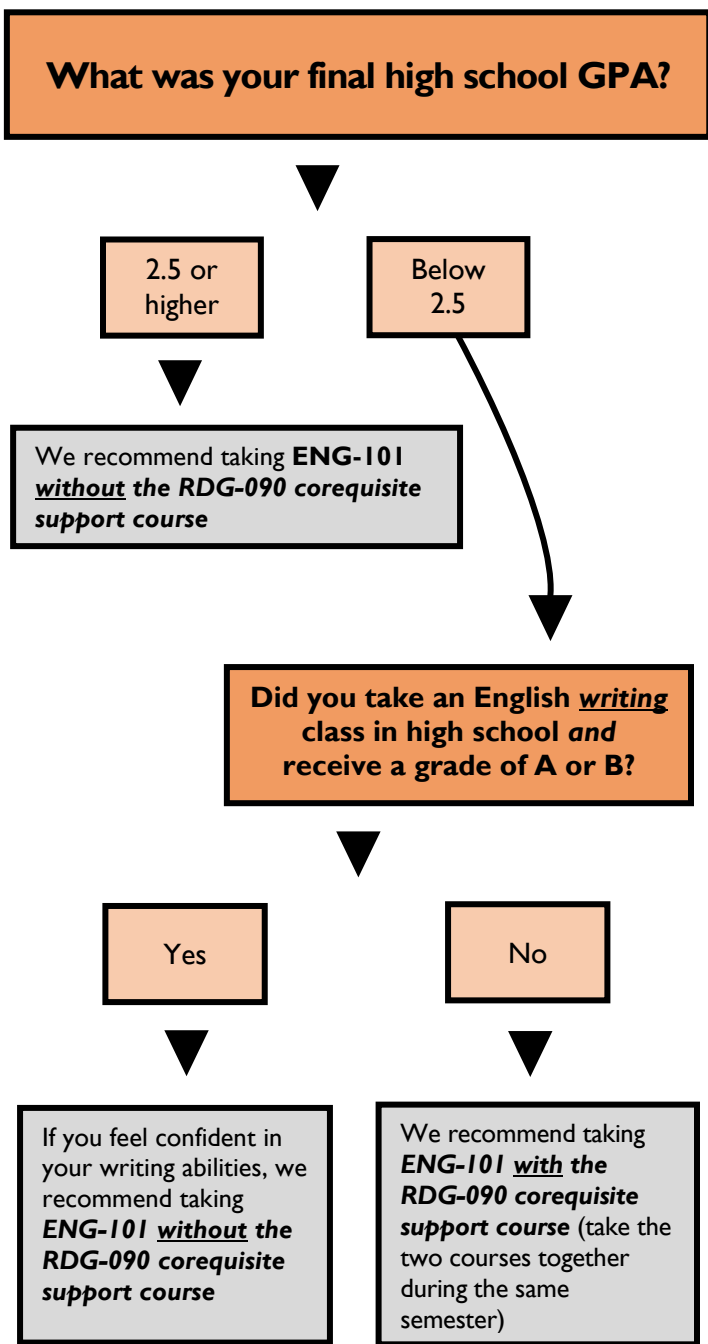 What was your final high school GPA?
2.5 or
higher
Below
2.5
We recommend taking ENG-101
without the RDG-090 corequisite
support course
Did you take an English writing
class in high school and
receive a grade of A or B?
Yes
No
If you feel confident in
your writing abilities, we
recommend taking
ENG-101 without the
RDG-090 corequisite
support course
We recommend taking
ENG-101 with the
RDG-090 corequisite
support course (take the
two courses together
during the same
semester)